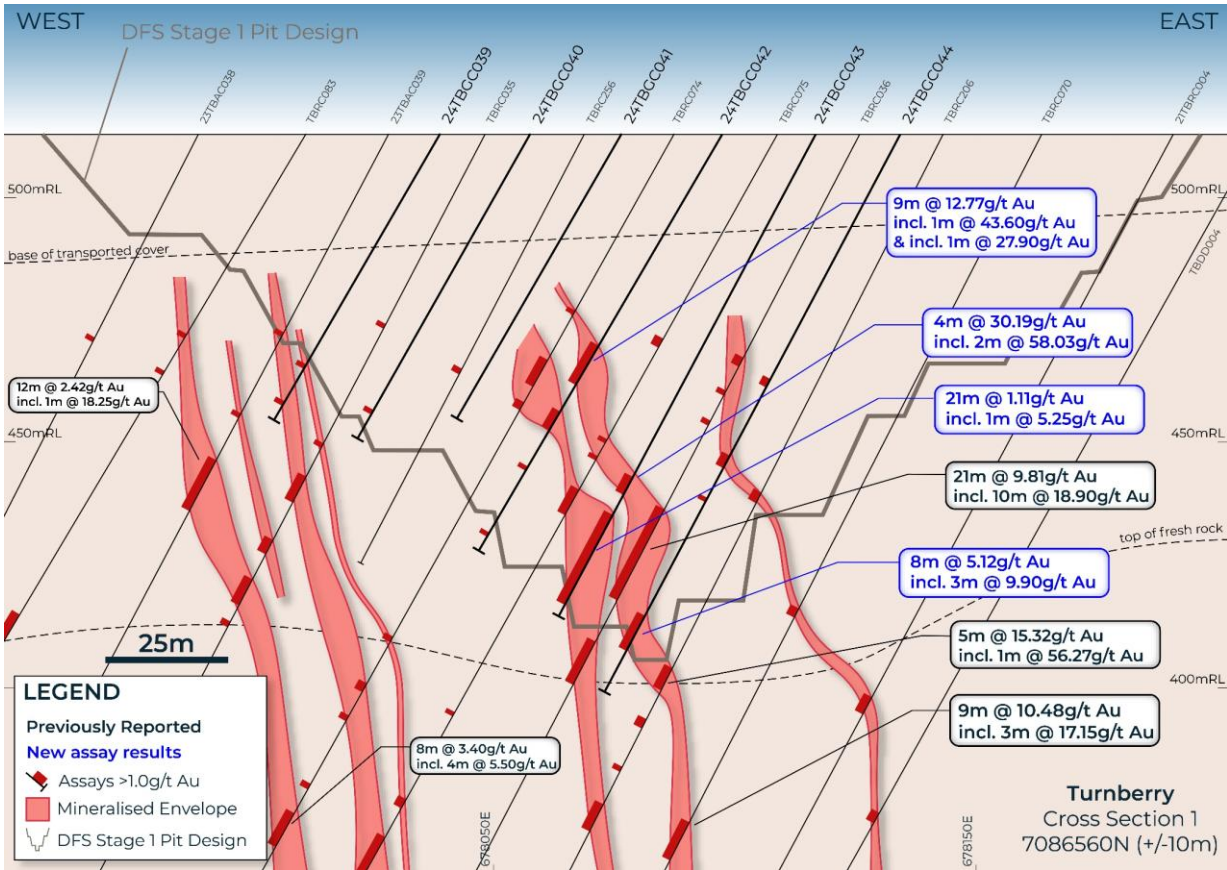 WEST
EAST
DFS Stage 1 Pit Design
23TBAC038
TBRC083
23TBAC039
24TBGC039
TBRC035
24TBGC040
TBRC256
24TBGC041
TBRC074
24TBGC042
TBRC075
24TBGC043
TBRC036
24TBGC044
TBRC206
TBRC070
21TBRC004
500mRL
500mRL
TBDD004
base of transported cover
9m @ 12.77g/t Au
incl. 1m @ 43.60g/t Au
& incl. 1m @ 27.90g/t Au
4m @ 30.19g/t Au
incl. 2m @ 58.03g/t Au
12m @ 2.42g/t Au
incl. 1m @ 18.25g/t Au
21m @ 1.11g/t Au
incl. 1m @ 5.25g/t Au
450mRL
450mRL
21m @ 9.81g/t Au
incl. 10m @ 18.90g/t Au
top of fresh rock
8m @ 5.12g/t Au
incl. 3m @ 9.90g/t Au
25m
5m @ 15.32g/t Au
incl. 1m @ 56.27g/t Au
400mRL
LEGEND
Previously Reported
New assay results
Assays >1.0g/t Au
Mineralised Envelope
DFS Stage 1 Pit Design
9m @ 10.48g/t Au
incl. 3m @ 17.15g/t Au
8m @ 3.40g/t Au
incl. 4m @ 5.50g/t Au
678050E
678150E
Turnberry
Cross Section 1
7086560N (+/-10m)